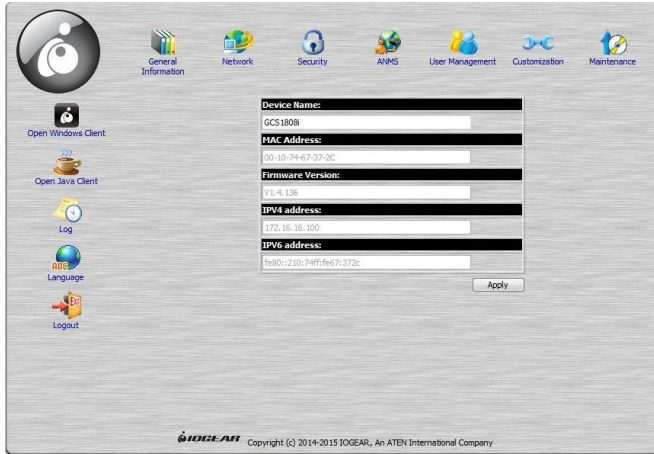 General Information
Network
Security
ANMS
User Management
Customization
Maintenance
Open Windows Client
Open Java Client
Log
ABC
Language
EXIT
Logout
Device Name:
GCS1808i
MAC Address:
00-10-74-67-37-2C
Firmware Version:
V1.4.136
IPV4 address:
172.16.16.100
IPV6 address:
fe80::210:74ff:fe67:372c
Apply
IOGEAR Copyright (c) 2014-2015 IOGEAR, An ATEN International Company